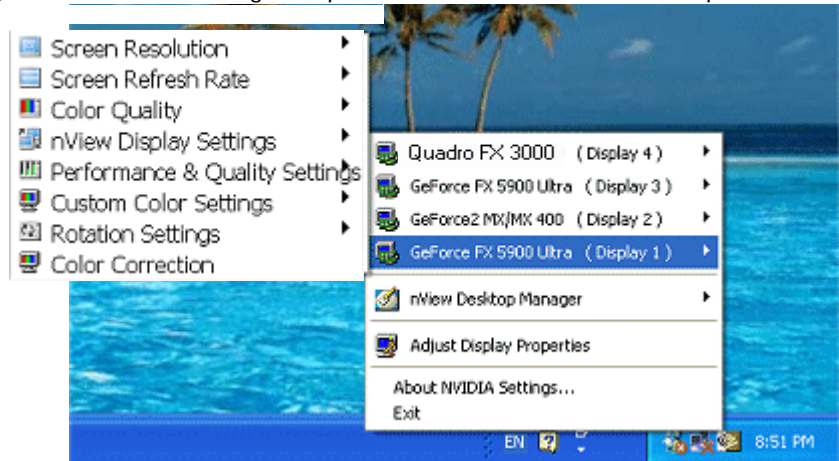 Screen Resolution
Screen Refresh Rate
Color Quality
nView Display Settings
Performance & Quality Settings
Custom Color Settings
Rotation Settings
Color Correction
Quadro FX 3000 ( Display 4 )
GeForce FX 5900 Ultra ( Display 3 )
GeForce2 MX/MX 400 ( Display 2 )
GeForce FX 5900 Ultra ( Display 1 )
nView Desktop Manager
Adjust Display Properties
About NVIDIA Settings...
Exit
EN
8:51 PM